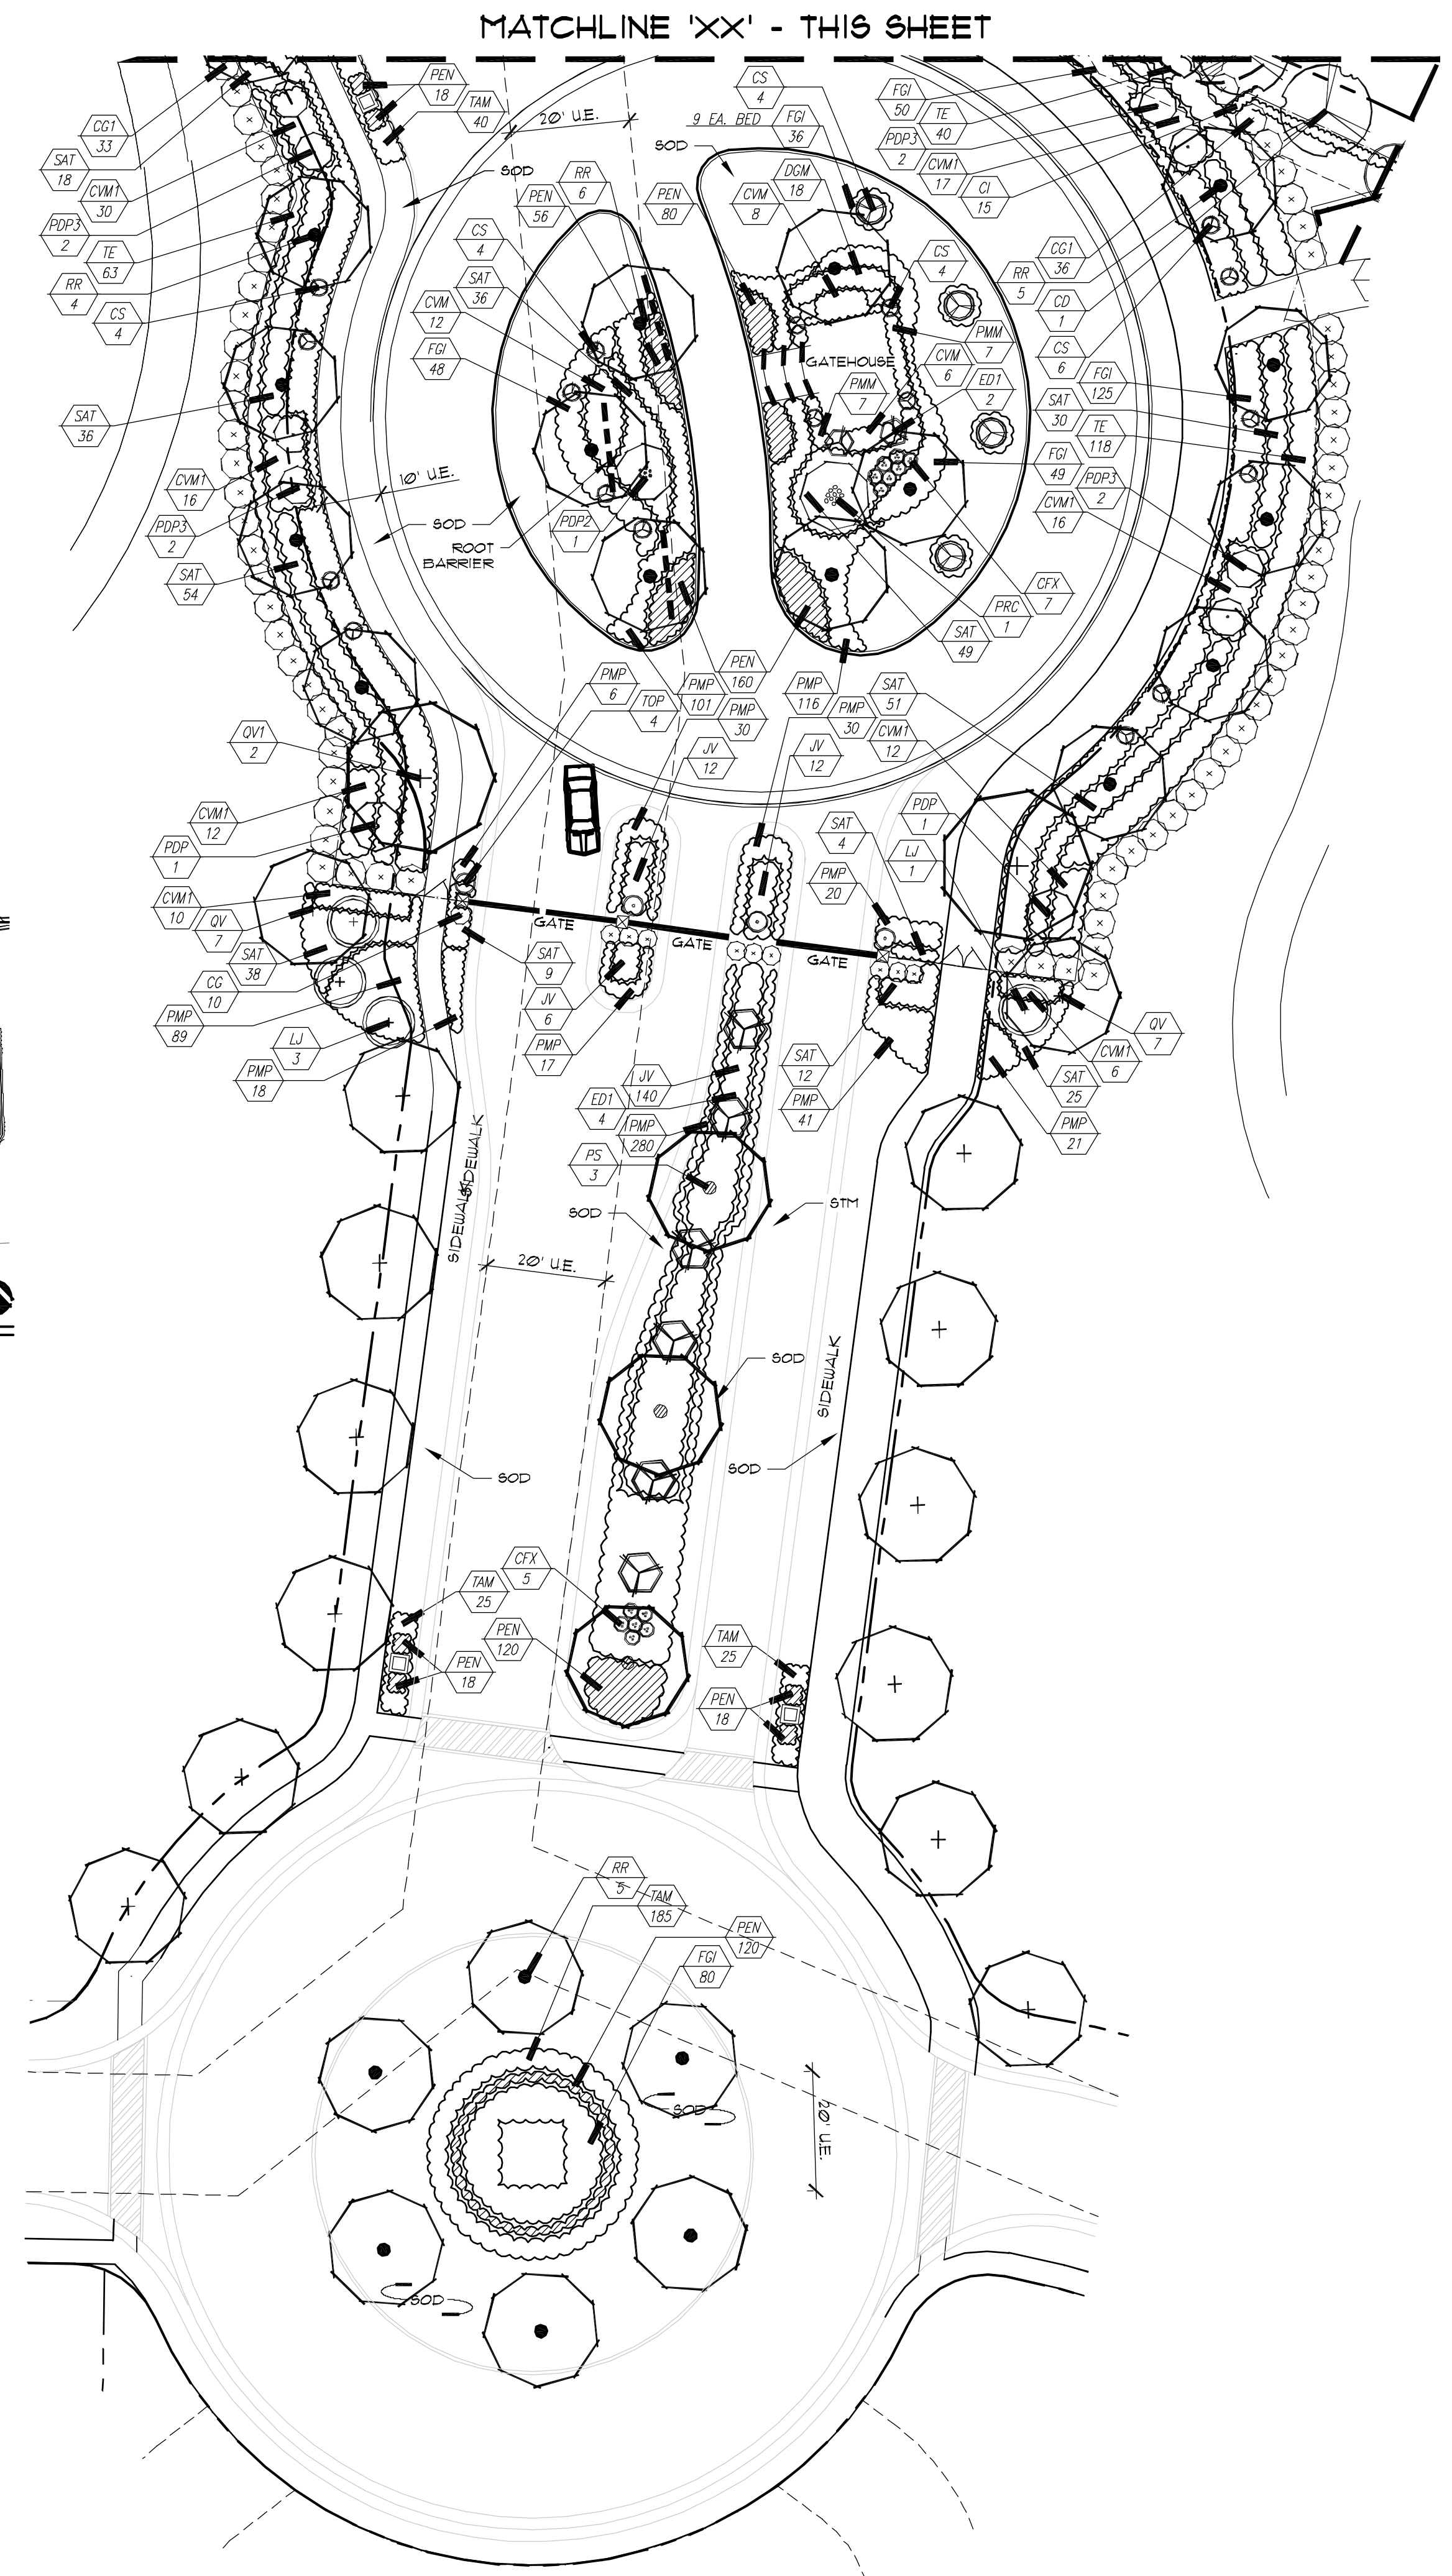 MATCHLINE 'XX' - THIS SHEET
PEN
18
TAM
40
20' U.E.
CS
4
9 EA. BED
FGI
36
FGI
50
TE
40
PDP3
2
CVM1
17
CI
15
CG1
33
SAT
18
CVM1
30
PDP3
2
TE
63
RR
4
CS
4
SOD
SOD
RR
6
PEN
56
PEN
80
DGM
18
CVM
8
CS
4
SAT
36
CVM
12
FGI
48
CS
4
CG1
36
RR
5
CD
1
CS
6
GATEHOUSE
PMM
7
CVM
6
ED1
2
PMM
7
FGI
125
SAT
30
TE
118
FGI
49
PDP3
2
CVM1
16
SAT
36
CVM1
16
PDP3
2
SAT
54
10' U.E.
SOD
ROOT
BARRIER
PDP2
1
CFX
7
PRC
1
SAT
49
PEN
160
PMP
6
TOP
4
PMP
101
PMP
30
PMP
116
PMP
30
SAT
51
CVM1
12
JV
12
JV
12
QV1
2
CVM1
12
PDP
1
CVM1
10
QV
7
SAT
38
CG
10
PMP
89
LJ
3
PMP
18
PDP
1
SAT
4
LJ
1
PMP
20
GATE
GATE
GATE
SAT
9
JV
6
PMP
17
JV
140
ED1
4
PMP
280
PS
3
SAT
12
PMP
41
QV
7
CVM1
6
SAT
25
PMP
21
SIDEWALK
SIDEWALK
SOD
STM
20' U.E.
SIDEWALK
SOD
SOD
SOD
CFX
5
TAM
25
PEN
120
PEN
18
TAM
25
PEN
18
RR
5
TAM
185
PEN
120
FGI
80
SOD
20' U.E.
SOD